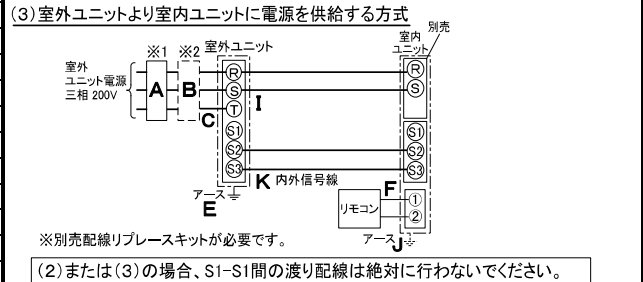 (3)室外ユニットより室内ユニットに電源を供給する方式
別売
※1 ※2 室外ユニット
室内
ユニット
室外
ユニット電源
三相 200V
A B C
R
S
T
S1
S2
S3
I
R
S
S1
S2
S3
K 内外信号線
アース
E
F
リモコン
①
②
アース J
※別売配線リプレースキットが必要です。
(2)または(3)の場合、S1-S1間の渡り配線は絶対に行わないでください。